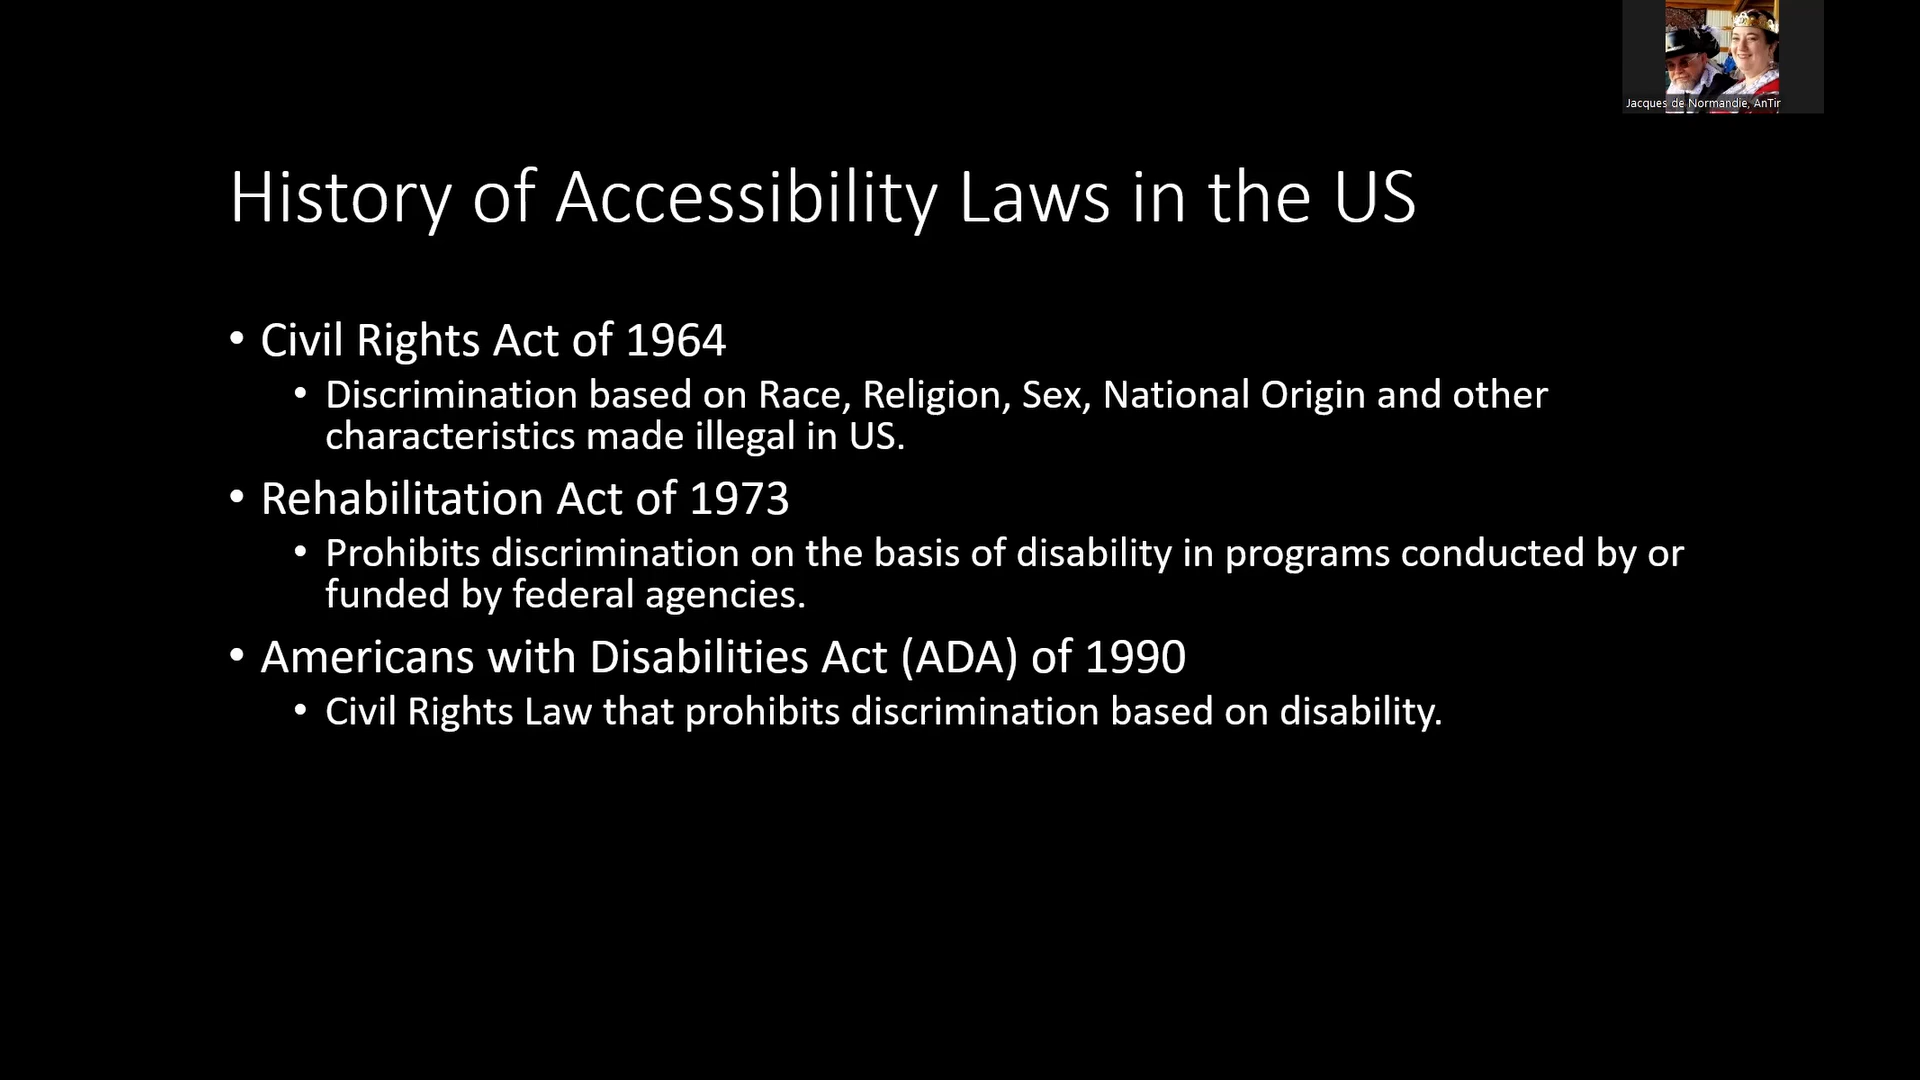 Jacques de Normandie, AnTir
History of Accessibility Laws in the US
• Civil Rights Act of 1964
• Discrimination based on Race, Religion, Sex, National Origin and other
characteristics made illegal in US.
• Rehabilitation Act of 1973
• Prohibits discrimination on the basis of disability in programs conducted by or
funded by federal agencies.
• Americans with Disabilities Act (ADA) of 1990
• Civil Rights Law that prohibits discrimination based on disability.